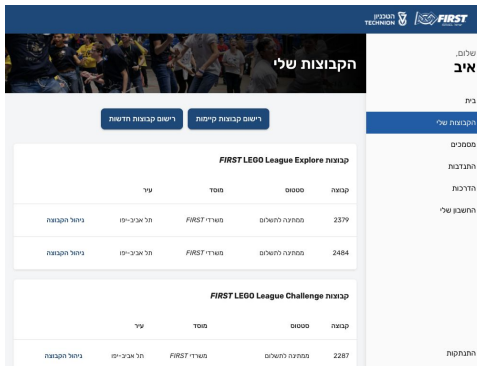 FIRST
הטכניון
TECHNION
שלום,
איב
בית
הקבוצות שלי
מסמכים
התנדבות
הדרכות
החשבון שלי
התנתקות
הקבוצות שלי
רישום קבוצות קיימות
רישום קבוצות חדשות
קבוצות FIRST LEGO League Explore
קבוצה סטטוס מוסד עיר
2379 ממתינה לתשלום משרדי FIRST תל אביב-יפו ניהול הקבוצה
2484 ממתינה לתשלום משרדי FIRST תל אביב-יפו ניהול הקבוצה
קבוצות FIRST LEGO League Challenge
קבוצה סטטוס מוסד עיר
2287 ממתינה לתשלום משרדי FIRST תל אביב-יפו ניהול הקבוצה